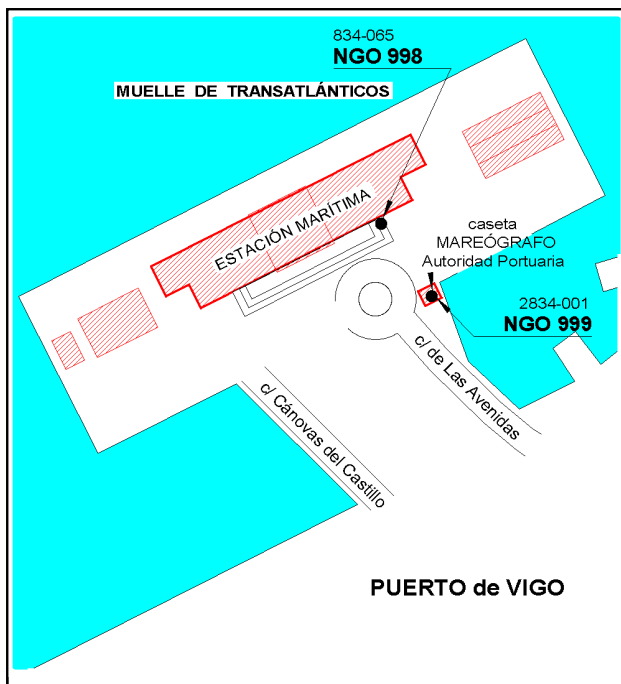 834-065
NGO 998
MUELLE DE TRANSATLÁNTICOS
ESTACIÓN MARÍTIMA
caseta
MAREÓGRAFO
Autoridad Portuaria
2834-001
NGO 999
c/ de Las Avenidas
c/ Cánovas del Castillo
PUERTO de VIGO